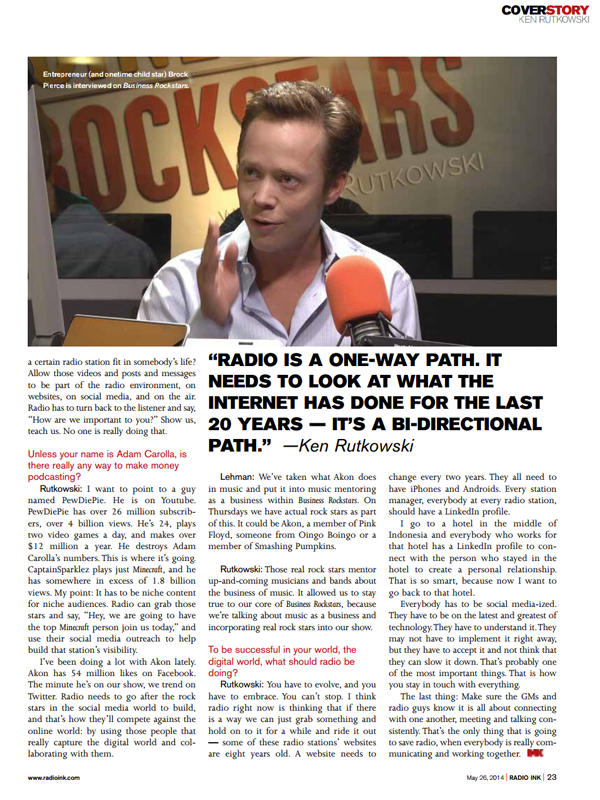 COVERSTORY
KEN RUTKOWSKI
Entrepreneur (and onetime child star) Brock
Pierce is interviewed on Business Rockstars.
ROCKSTARS
RUTKOWSKI
a certain radio station fit in somebody's life?
Allow those videos and posts and messages
to be part of the radio environment, on
websites, on social media, and on the air.
Radio has to turn back to the listener and say,
"How are we important to you?" Show us,
teach us. No one is really doing that.
Unless your name is Adam Carolla, is
there really any way to make money
podcasting?
Rutkowski: I want to point to a guy
named PewDiePie. He is on Youtube.
PewDiePie has over 26 million subscrib-
ers, over 4 billion views. He's 24, plays
two video games a day, and makes over
$12 million a year. He destroys Adam
Carolla's numbers. This is where it's going.
CaptainSparklez plays just Minecraft, and he
has somewhere in excess of 1.8 billion
views. My point: It has to be niche content
for niche audiences. Radio can grab those
stars and say, "Hey, we are going to have
the top Minecraft person join us today," and
use their social media outreach to help
build that station's visibility.
I've been doing a lot with Akon lately.
Akon has 54 million likes on Facebook.
The minute he's on our show, we trend on
Twitter. Radio needs to go after the rock
stars in the social media world to build,
and that's how they'll compete against the
online world: by using those people that
really capture the digital world and col-
laborating with them.
"RADIO IS A ONE-WAY PATH. IT
NEEDS TO LOOK AT WHAT THE
INTERNET HAS DONE FOR THE LAST
20 YEARS — IT'S A BI-DIRECTIONAL
PATH." —Ken Rutkowski
Lehman: We've taken what Akon does
in music and put it into music mentoring
as a business within Business Rockstars. On
Thursdays we have actual rock stars as part
of this. It could be Akon, a member of Pink
Floyd, someone from Oingo Boingo or a
member of Smashing Pumpkins.
Rutkowski: Those real rock stars mentor
up-and-coming musicians and bands about
the business of music. It allowed us to stay
true to our core of Business Rockstars, because
we're talking about music as a business and
incorporating real rock stars into our show.
To be successful in your world, the
digital world, what should radio be
doing?
Rutkowski: You have to evolve, and you
have to embrace. You can't stop. I think
radio right now is thinking that if there
is a way we can just grab something and
hold on to it for a while and ride it out
— some of these radio stations' websites
are eight years old. A website needs to
change every two years. They all need to
have iPhones and Androids. Every station
manager, everybody at every radio station,
should have a LinkedIn profile.
I go to a hotel in the middle of
Indonesia and everybody who works for
that hotel has a LinkedIn profile to con-
nect with the person who stayed in the
hotel to create a personal relationship.
That is so smart, because now I want to
go back to that hotel.
Everybody has to be social media-ized.
They have to be on the latest and greatest of
technology. They have to understand it. They
may not have to implement it right away,
but they have to accept it and not think that
they can slow it down. That's probably one
of the most important things. That is how
you stay in touch with everything.
The last thing: Make sure the GMs and
radio guys know it is all about connecting
with one another, meeting and talking con-
sistently. That's the only thing that is going
to save radio, when everybody is really com-
municating and working together. INK
www.radioink.com
May 26, 2014 | RADIO INK | 23